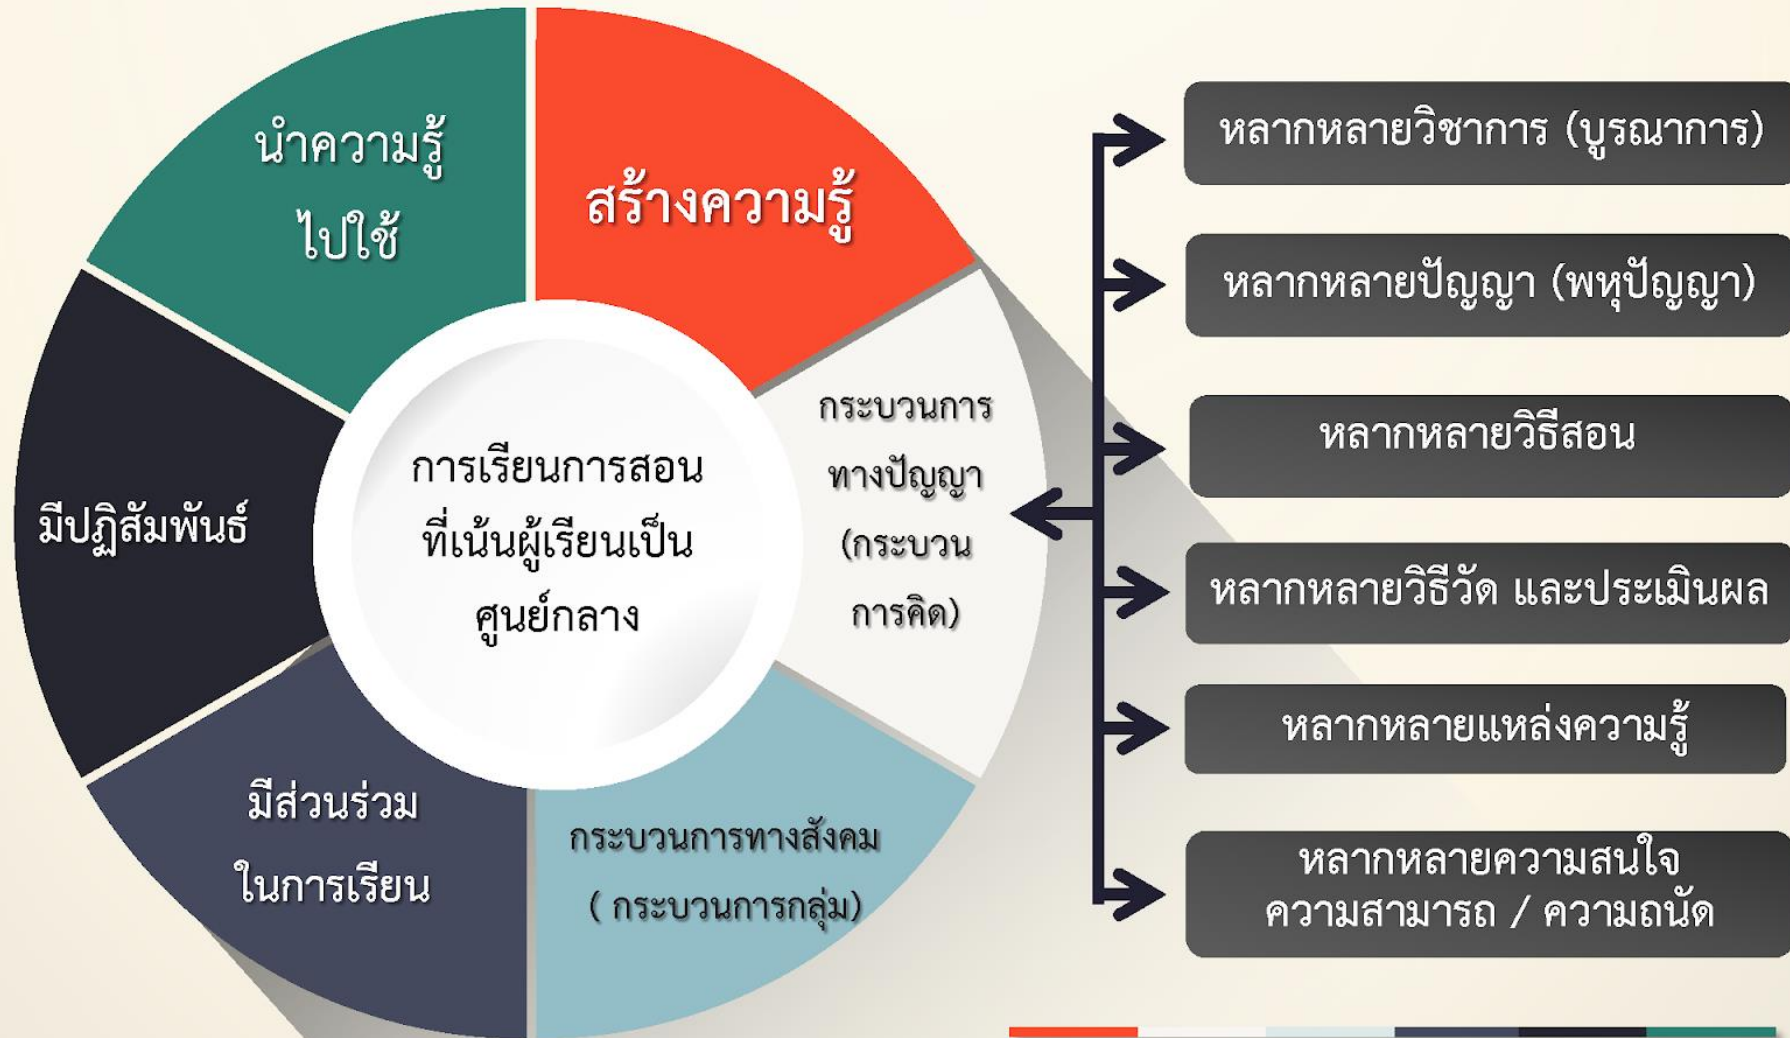 นำความรู้
ไปใช้
สร้างความรู้
กระบวนการ
ทางปัญญา
(กระบวน
การคิด)
กระบวนการทางสังคม
( กระบวนการกลุ่ม)
มีส่วนร่วม
ในการเรียน
มีปฏิสัมพันธ์
การเรียนการสอน
ที่เน้นผู้เรียนเป็น
ศูนย์กลาง
หลากหลายวิชาการ (บูรณาการ)
หลากหลายปัญญา (พหุปัญญา)
หลากหลายวิธีสอน
หลากหลายวิธีวัด และประเมินผล
หลากหลายแหล่งความรู้
หลากหลายความสนใจ
ความสามารถ / ความถนัด